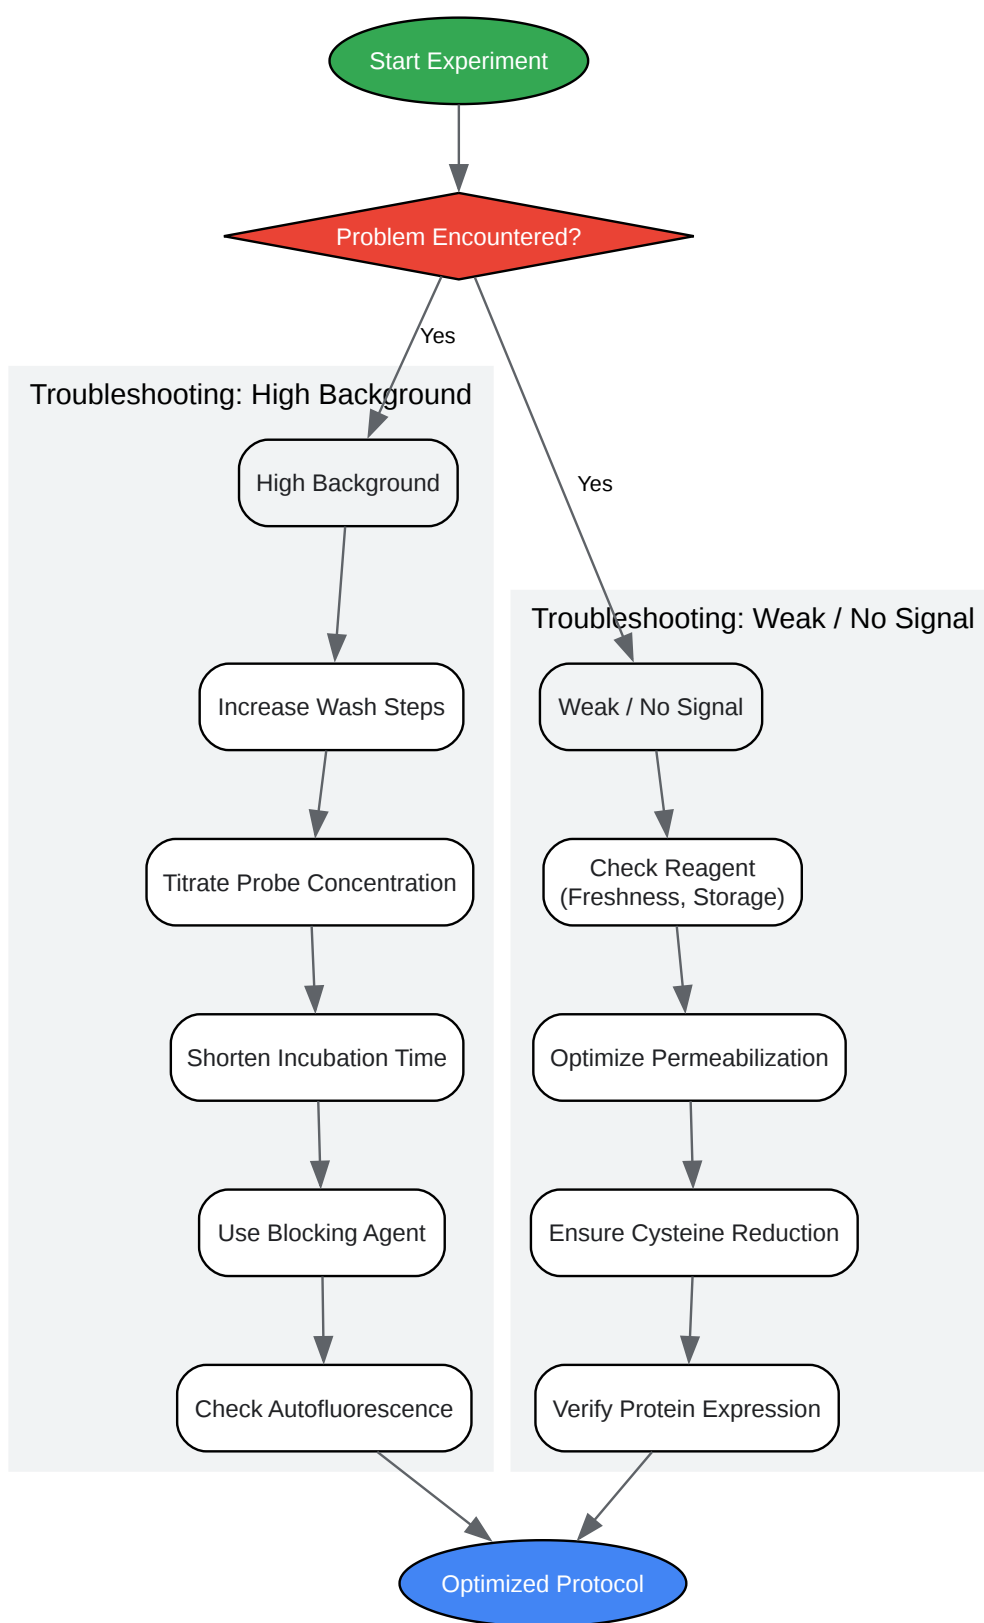 Start Experiment
Problem Encountered?
Yes
Troubleshooting: High Background
High Background
Increase Wash Steps
Titrate Probe Concentration
Shorten Incubation Time
Use Blocking Agent
Check Autofluorescence
Yes
Troubleshooting: Weak / No Signal
Weak / No Signal
Check Reagent
(Freshness, Storage)
Optimize Permeabilization
Ensure Cysteine Reduction
Verify Protein Expression
Optimized Protocol